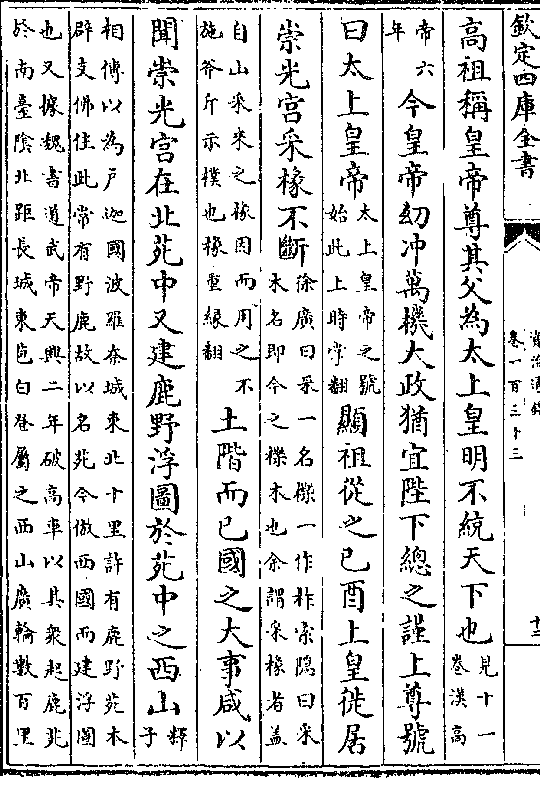 欽定四庫全書
資治通鑑
卷一百三十三
十二
高祖稱皇帝尊其父為太上皇明不統天下也
見十一
卷漢高
帝六
年
今皇帝幼冲萬機大政猶宜陛下總之謹上尊號
曰太上皇帝
太上皇帝之號
始此上時掌翻
顯祖從之已酉上皇徙居
崇光宮采椽不斷
徐廣曰采一名櫟一作柞索隱曰采
木名即今之櫟木也余謂采椽者蓋
自山采來之椽因而用之不
施斧斤示樸也椽重緣翻
土階而已國之大事咸以
聞崇光宮在北苑中又建鹿野浮圖於苑中之西山
釋
子
相傳以為戶迦國波羅奈城東北十里許有鹿野苑本
辟支佛住此常有野鹿故以名苑今倣西國而建浮圖
也又據魏書道武帝天興二年破高車以其衆起鹿苑
於南臺陰北距長城東苞白登屬之西山廣輪數百里